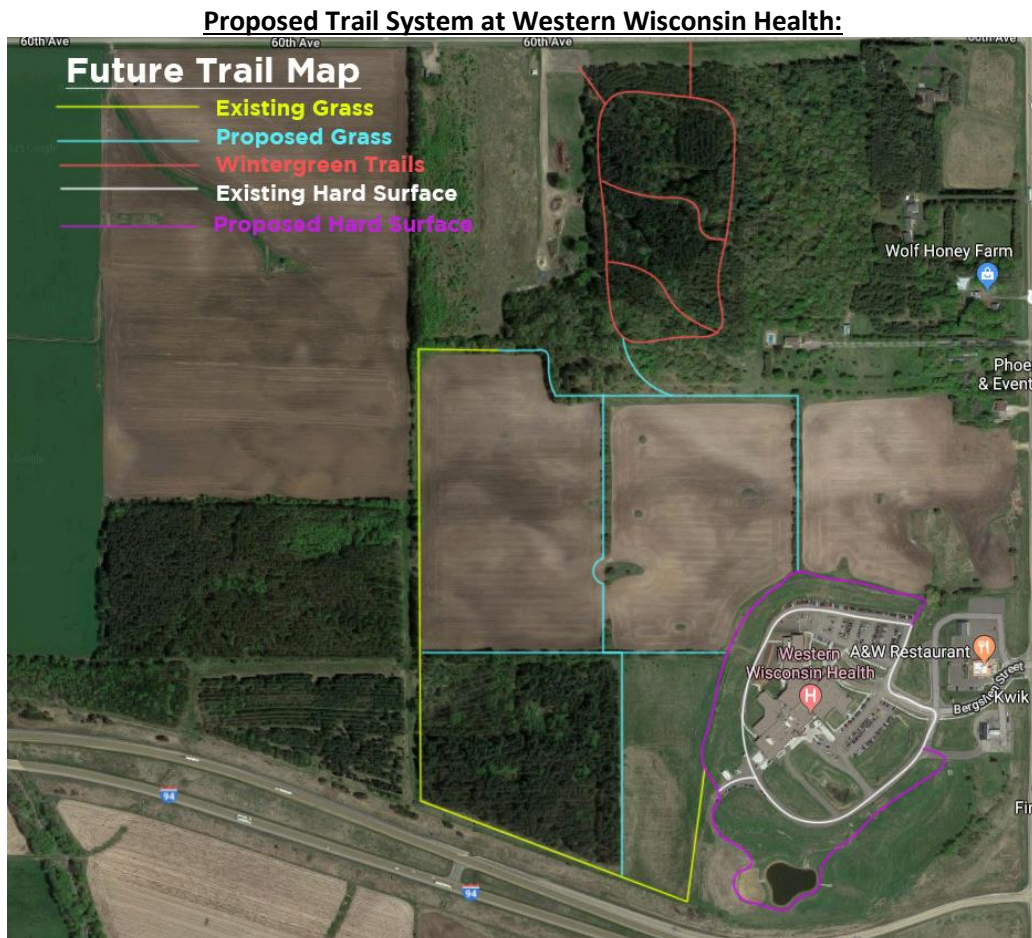 Proposed Trail System at Western Wisconsin Health:
60th Ave
60th Ave
60th Ave
60th Ave
Future Trail Map
Existing Grass
Proposed Grass
Wintergreen Trails
Existing Hard Surface
Proposed Hard Surface
Wolf Honey Farm
Phoe
& Event
A&W Restaurant
Western
Wisconsin Health
H
Bergslien Street
Kwik
Fir
94
94